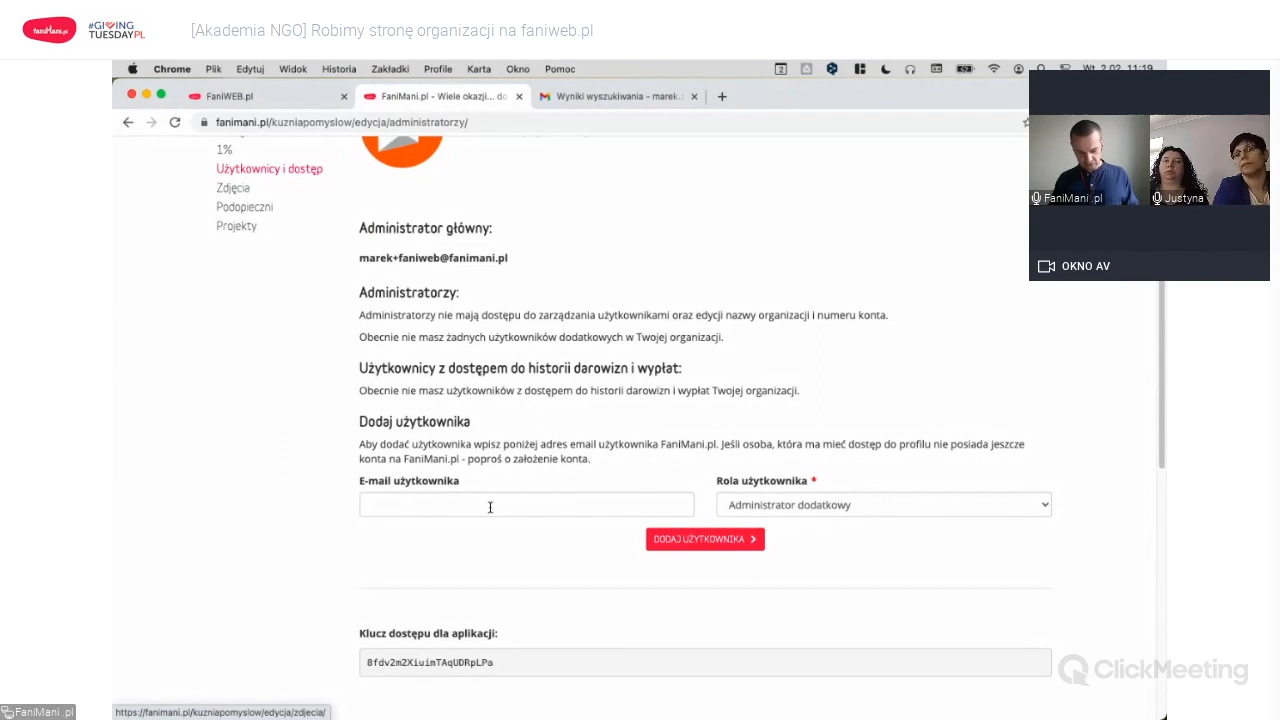 faniMani.pl
#GIVING
TUESDAYPL
[Akademia NGO] Robimy stronę organizacji na faniweb.pl
Chrome Plik Edytuj Widok Historia Zakładki Profile Karta Okno Pomoc
Wt. 2.02. 11:19
FaniWEB.pl
FaniMani.pl - Wiele okazji... do
Wyniki wyszukiwania - marek.
fanimani.pl/kuzniapomyslow/edycja/administratorzy/
1%
Użytkownicy i dostęp
Zdjęcia
Podopieczni
Projekty
FaniMani .pl
Justyna
OKNO AV
Administrator główny:
marek+faniweb@fanimani.pl
Administratorzy:
Administratorzy nie mają dostępu do zarządzania użytkownikami oraz edycji nazwy organizacji i numeru konta.
Obecnie nie masz żadnych użytkowników dodatkowych w Twojej organizacji.
Użytkownicy z dostępem do historii darowizn i wypłat:
Obecnie nie masz użytkowników z dostępem do historii darowizn i wypłat Twojej organizacji.
Dodaj użytkownika
Aby dodać użytkownika wpisz poniżej adres email użytkownika FaniMani.pl. Jeśli osoba, która ma mieć dostęp do profilu nie posiada jeszcze
konta na FaniMani.pl - poproś o założenie konta.
E-mail użytkownika
Rola użytkownika *
Administrator dodatkowy
DODAJ UŻYTKOWNIKA
Klucz dostępu dla aplikacji:
8fdv2m2XiuimTAqUDRpLPa
ClickMeeting
FaniMani .pl
https://fanimani.pl/kuzniapomyslow/edycja/zdjecia/